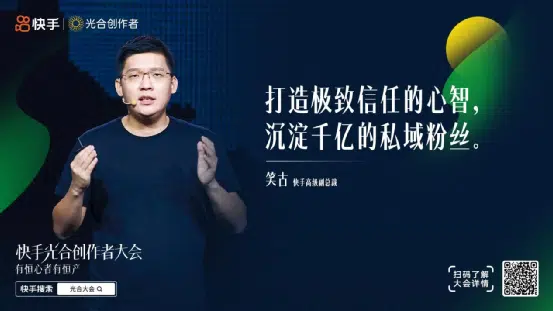 快手 光合创作者
打造极致信任的心智，
沉淀千亿的私域粉丝。
笑古 快手高级副总裁
快手光合创作者大会
有恒心者有恒产
快手搜索 光合大会
扫码了解
大会详情